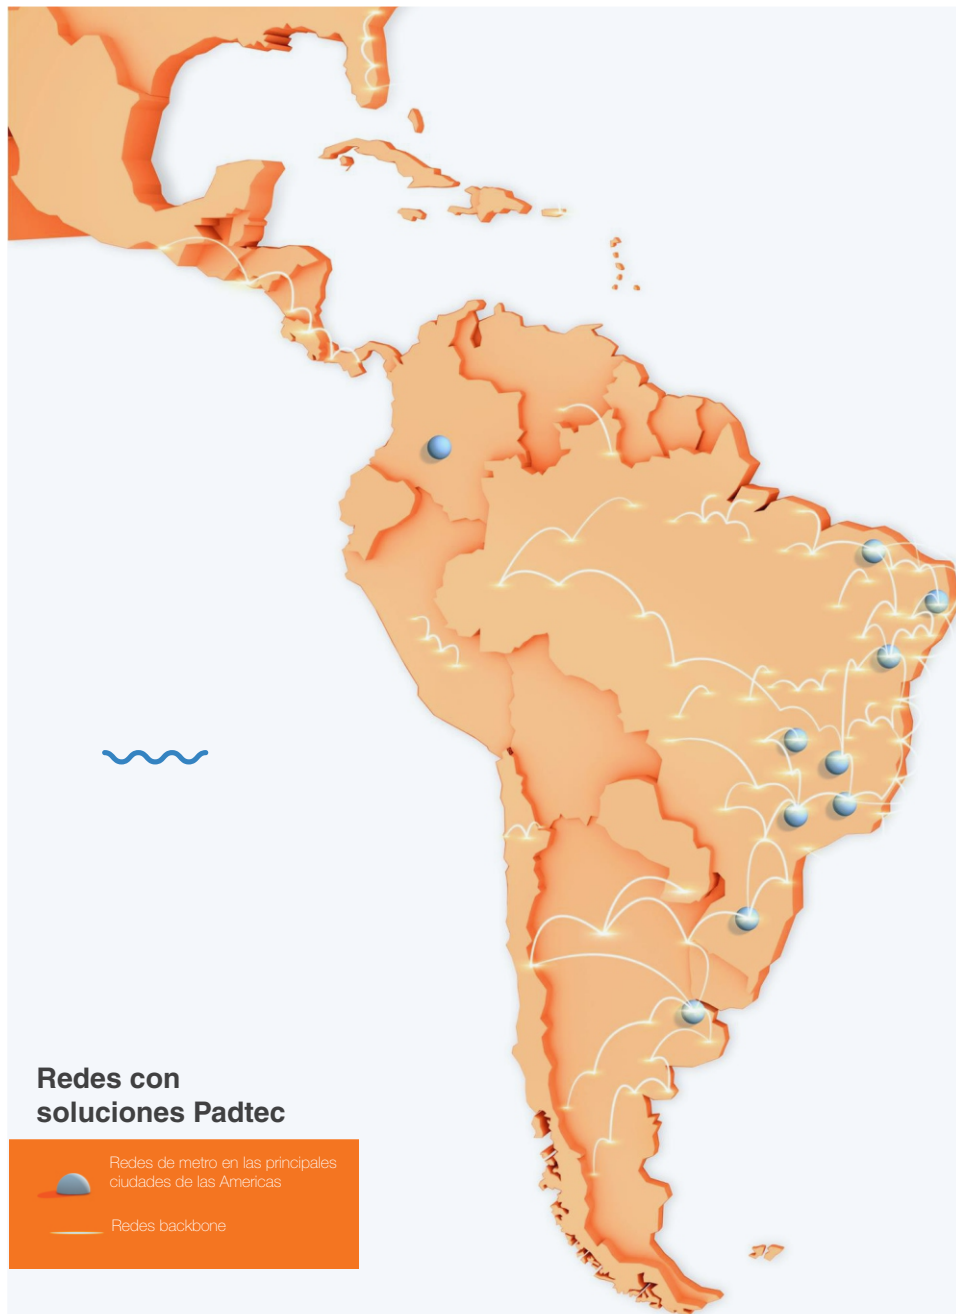 Redes con
soluciones Padtec
Redes de metro en las principales
ciudades de las Americas
Redes backbone